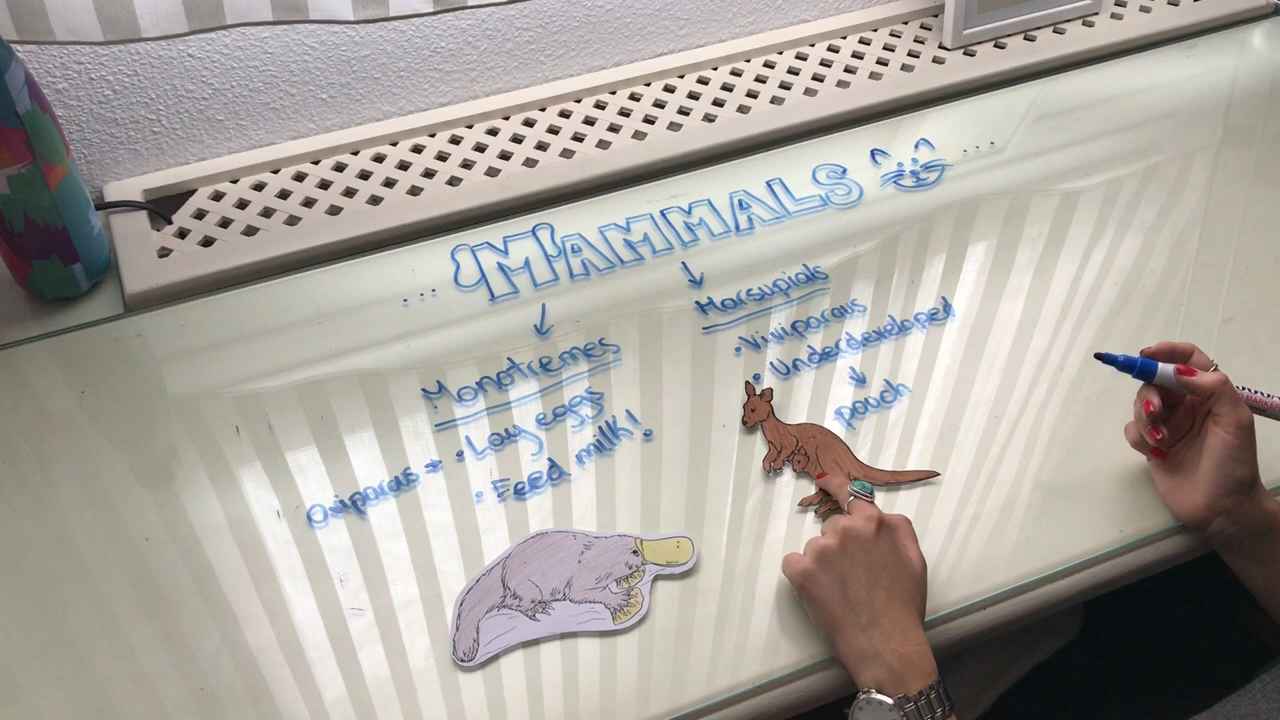 ... MAMMALS ...
Monotremes
• Lay eggs
Oviparous →
• Feed milk!
Marsupials
• Viviparous
• Underdeveloped
pouch